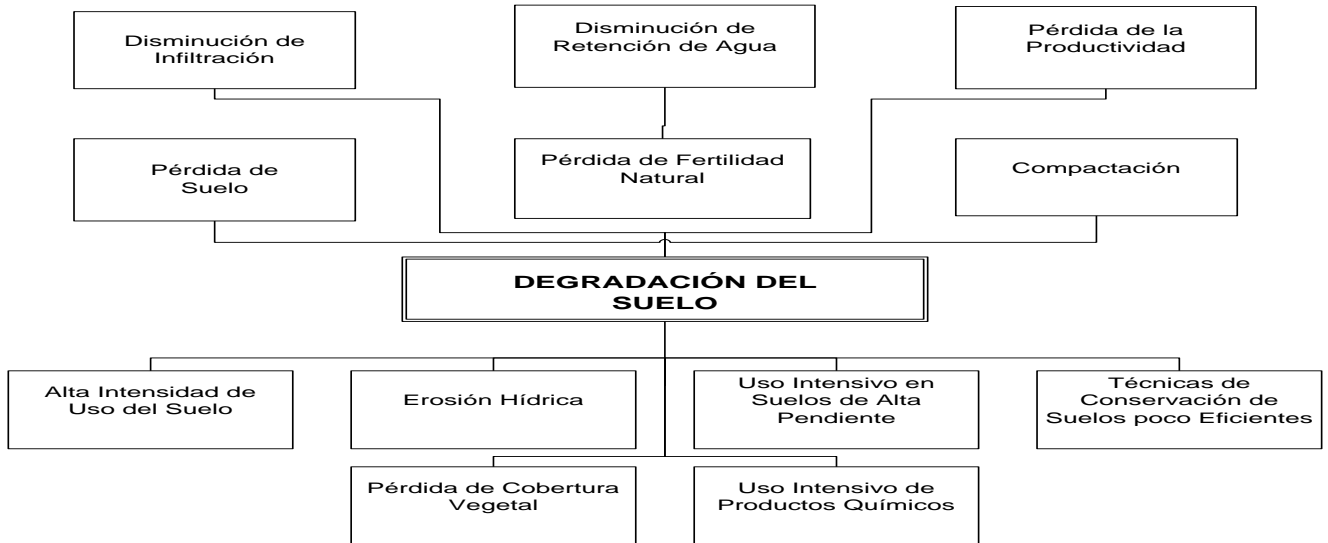 Disminución de
Infiltración
Disminución de
Retención de Agua
Pérdida de la
Productividad
Pérdida de
Suelo
Pérdida de Fertilidad
Natural
Compactación
DEGRADACIÓN DEL
SUELO
Alta Intensidad de
Uso del Suelo
Erosión Hídrica
Uso Intensivo en
Suelos de Alta
Pendiente
Técnicas de
Conservación de
Suelos poco Eficientes
Pérdida de Cobertura
Vegetal
Uso Intensivo de
Productos Químicos